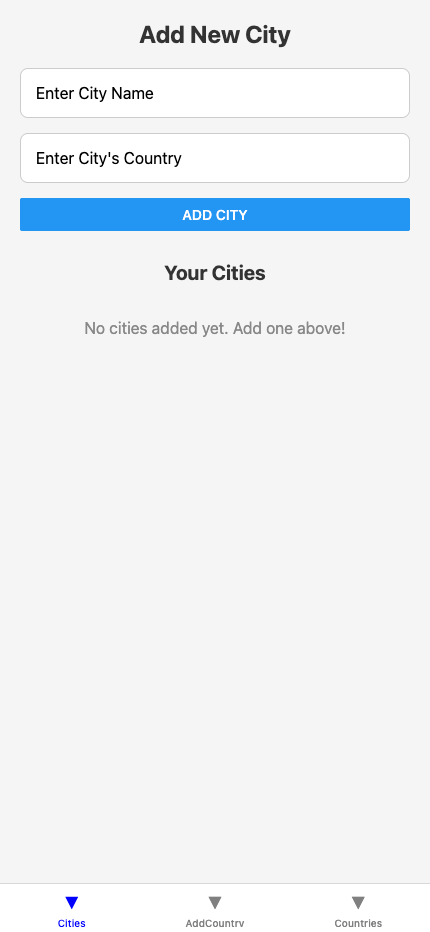 Add New City
Enter City Name
Enter City's Country
ADD CITY
Your Cities
No cities added yet. Add one above!
Cities
AddCountry
Countries